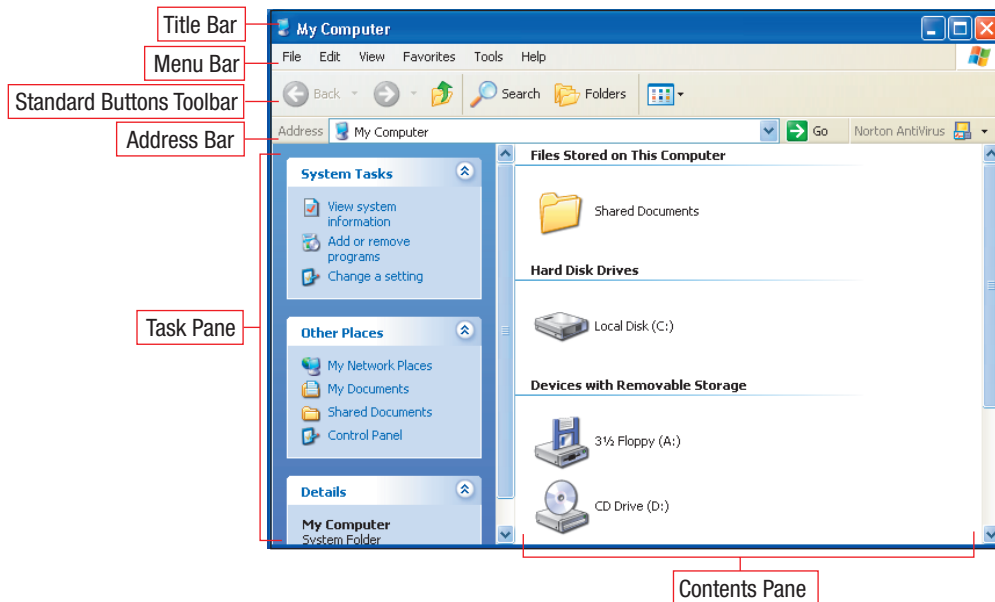 Title Bar
My Computer
Menu Bar
File Edit View Favorites Tools Help
Standard Buttons Toolbar
Back Search Folders
Address Bar
Address My Computer Go Norton AntiVirus
Task Pane
System Tasks
View system
information
Add or remove
programs
Change a setting
Other Places
My Network Places
My Documents
Shared Documents
Control Panel
Details
My Computer
System Folder
Files Stored on This Computer
Shared Documents
Hard Disk Drives
Local Disk (C:)
Devices with Removable Storage
3½ Floppy (A:)
CD Drive (D:)
Contents Pane